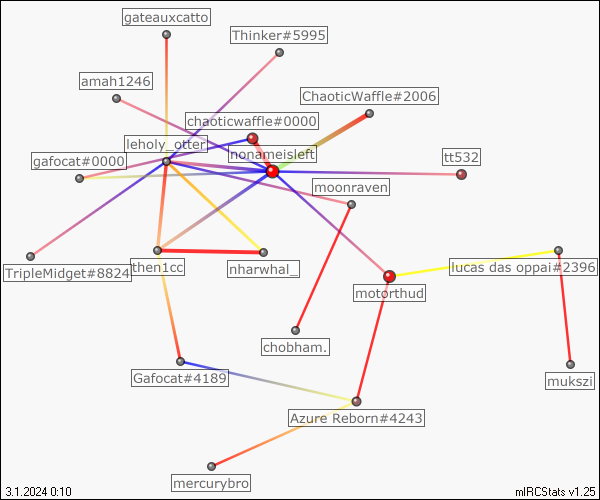 gateauxcatto
Thinker#5995
amah1246
ChaoticWaffle#2006
chaoticwaffle#0000
leholy_otter
nonameisleft
tt532
gafocat#0000
moonraven
TripleMidget#8824
then1cc
nharwhal_
lucas das oppai#2396
motorthud
chobham.
Gafocat#4189
mukszi
Azure Reborn#4243
mercurybro
3.1.2024 0:10
mIRCStats v1.25